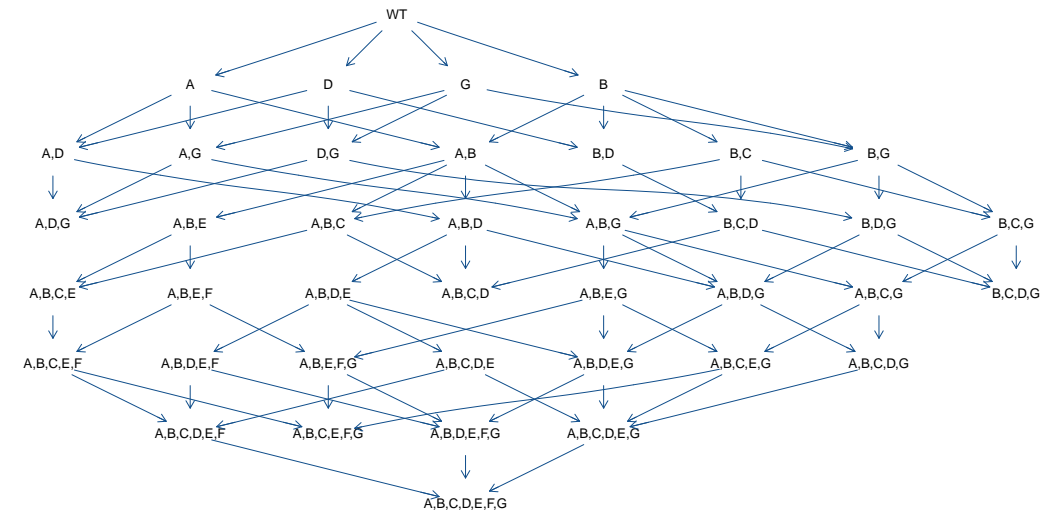 WT
A D G B
A,D A,G D,G A,B B,D B,C B,G
A,D,G A,B,E A,B,C A,B,D A,B,G B,C,D B,D,G B,C,G
A,B,C,E A,B,E,F A,B,D,E A,B,C,D A,B,E,G A,B,D,G A,B,C,G B,C,D,G
A,B,C,E,F A,B,D,E,F A,B,E,F,G A,B,C,D,E A,B,D,E,G A,B,C,E,G A,B,C,D,G
A,B,C,D,E,F A,B,C,E,F,G A,B,D,E,F,G A,B,C,D,E,G
A,B,C,D,E,F,G